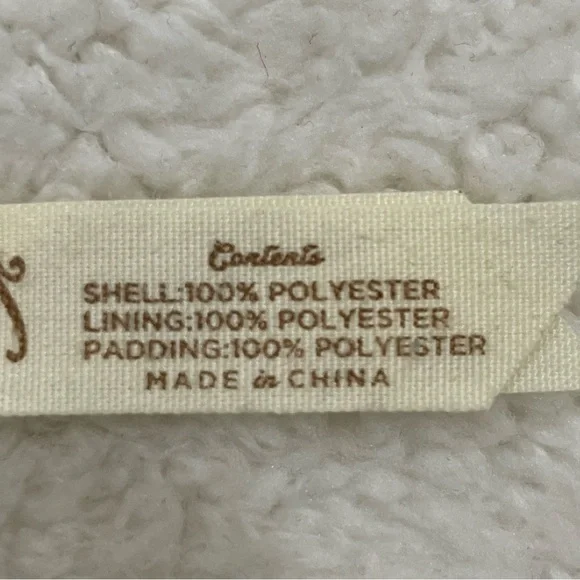 Contents
SHELL:100% POLYESTER
LINING:100% POLYESTER
PADDING:100% POLYESTER
MADE in CHINA